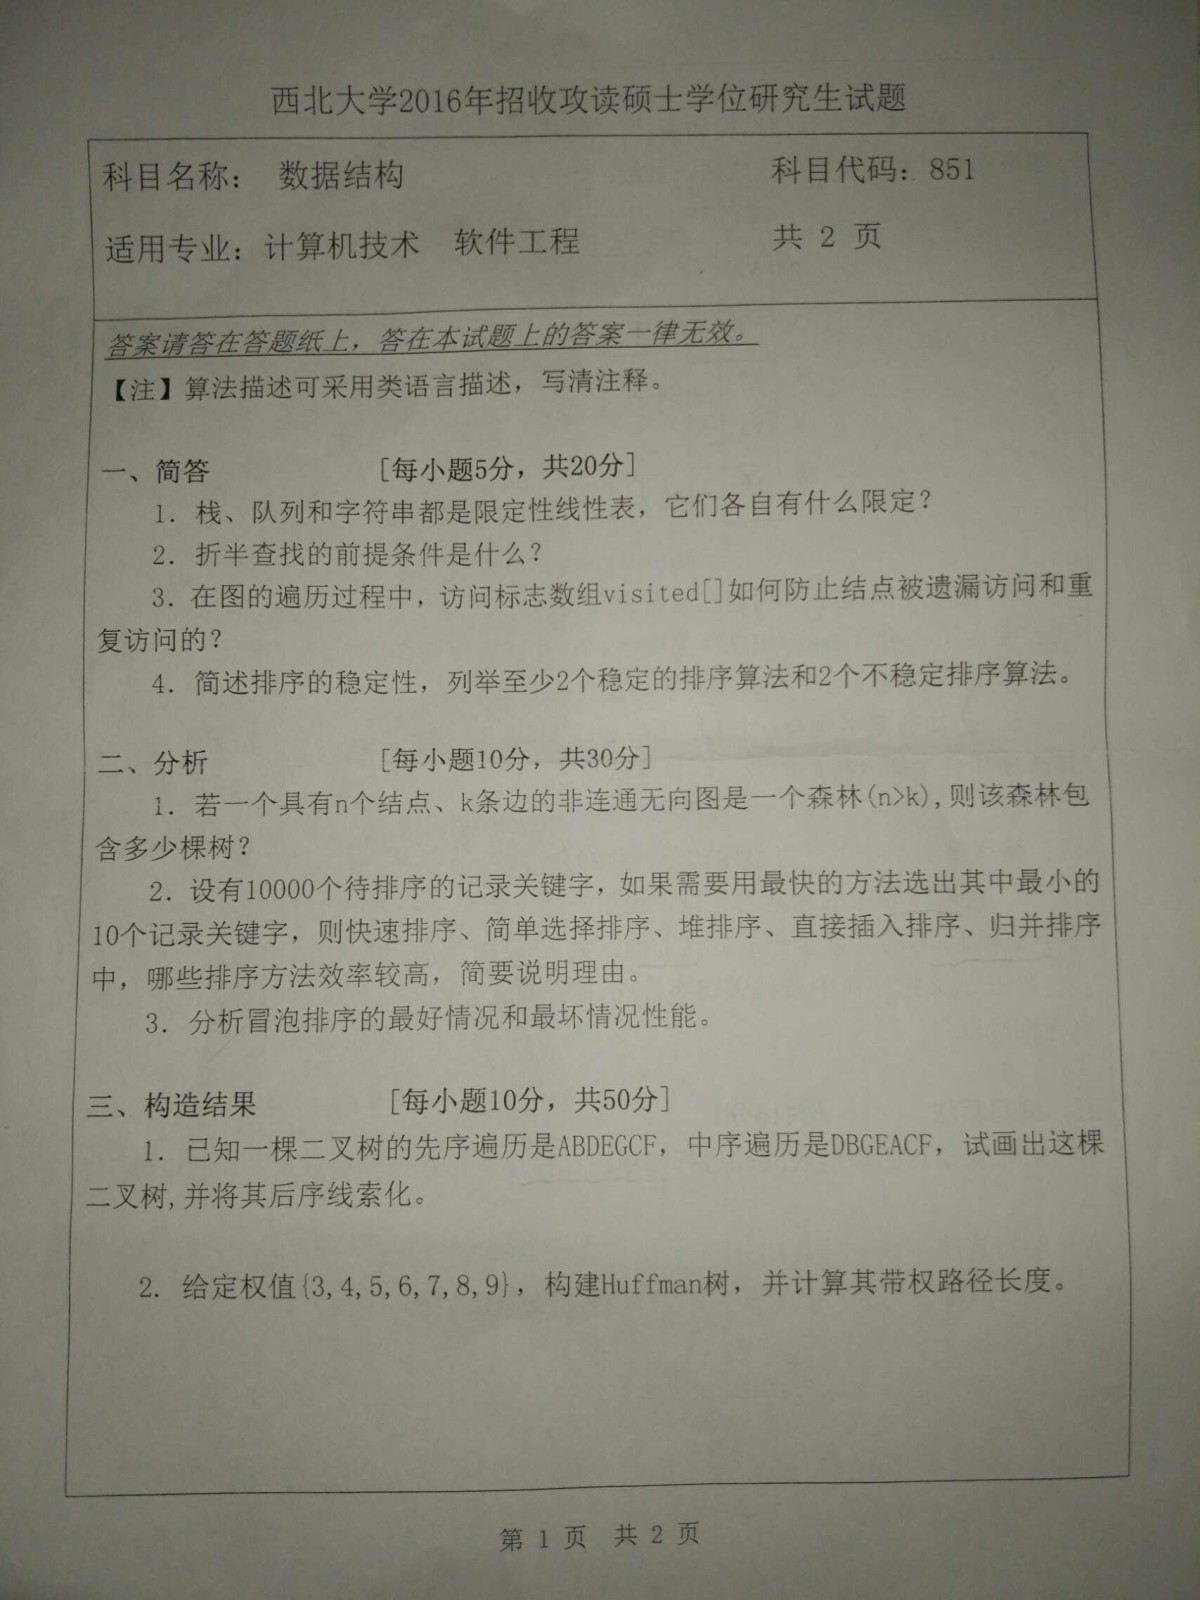 西北大学2016年招收攻读硕士学位研究生试题
科目名称： 数据结构 科目代码：851
适用专业：计算机技术 软件工程 共 2 页
答案请答在答题纸上，答在本试题上的答案一律无效。
【注】算法描述可采用类语言描述，写清注释。
一、简答 [每小题5分，共20分]
1．栈、队列和字符串都是限定性线性表，它们各自有什么限定？
2．折半查找的前提条件是什么？
3．在图的遍历过程中，访问标志数组visited[]如何防止结点被遗漏访问和重
复访问的？
4．简述排序的稳定性，列举至少2个稳定的排序算法和2个不稳定排序算法。
二、分析 [每小题10分，共30分]
1．若一个具有n个结点、k条边的非连通无向图是一个森林(n>k),则该森林包
含多少棵树？
2．设有10000个待排序的记录关键字，如果需要用最快的方法选出其中最小的
10个记录关键字，则快速排序、简单选择排序、堆排序、直接插入排序、归并排序
中，哪些排序方法效率较高，简要说明理由。
3．分析冒泡排序的最好情况和最坏情况性能。
三、构造结果 [每小题10分，共50分]
1．已知一棵二叉树的先序遍历是ABDEGCF，中序遍历是DBGEACF，试画出这棵
二叉树,并将其后序线索化。
2．给定权值{3,4,5,6,7,8,9}，构建Huffman树，并计算其带权路径长度。
第 1 页 共 2 页